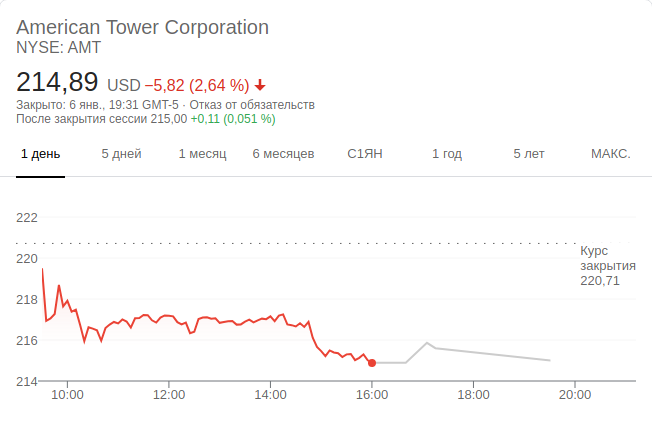 American Tower Corporation
NYSE: AMT
214,89 USD −5,82 (2,64 %)
Закрыто: 6 янв., 19:31 GMT-5 · Отказ от обязательств
После закрытия сессии 215,00 +0,11 (0,051 %)
1 день 5 дней 1 месяц 6 месяцев С1ЯН 1 год 5 лет МАКС.
222
220
218
216
214
Курс
закрытия
220,71
10:00 12:00 14:00 16:00 18:00 20:00